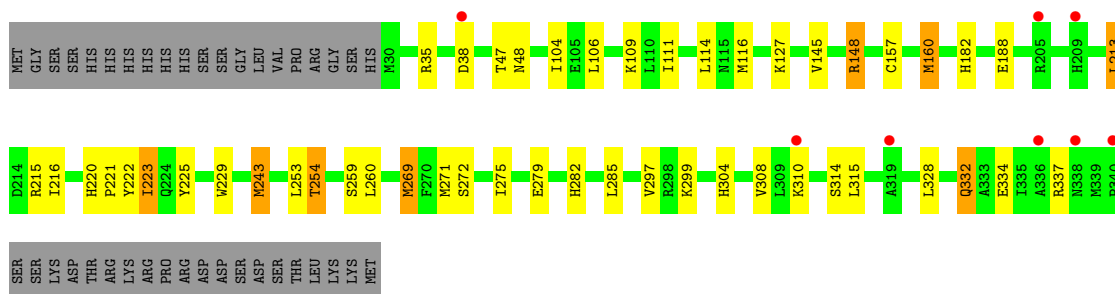 MET GLY SER SER HIS HIS HIS HIS HIS HIS SER SER GLY LEU VAL PRO ARG GLY SER HIS M30 R35 D38 T47 N48 I104 E105 L106 K109 L110 I111 L114 N115 M116 K127 V145 R148 C157 M160 H182 E188 R205 H209
D214 R215 I216 H220 P221 Y222 I223 Q224 Y225 W229 M243 L253 T254 S259 L260 M269 F270 M271 S272 I275 E279 H282 L285 V297 R298 K299 H304 V308 L309 K310 S314 L315 A319 L328 Q332 A333 E334 I335 A336 R337 N338 M339
SER SER LYS ASP THR ARG LYS ARG PRO ARG ASP ASP SER ASP SER THR LEU LYS LYS MET